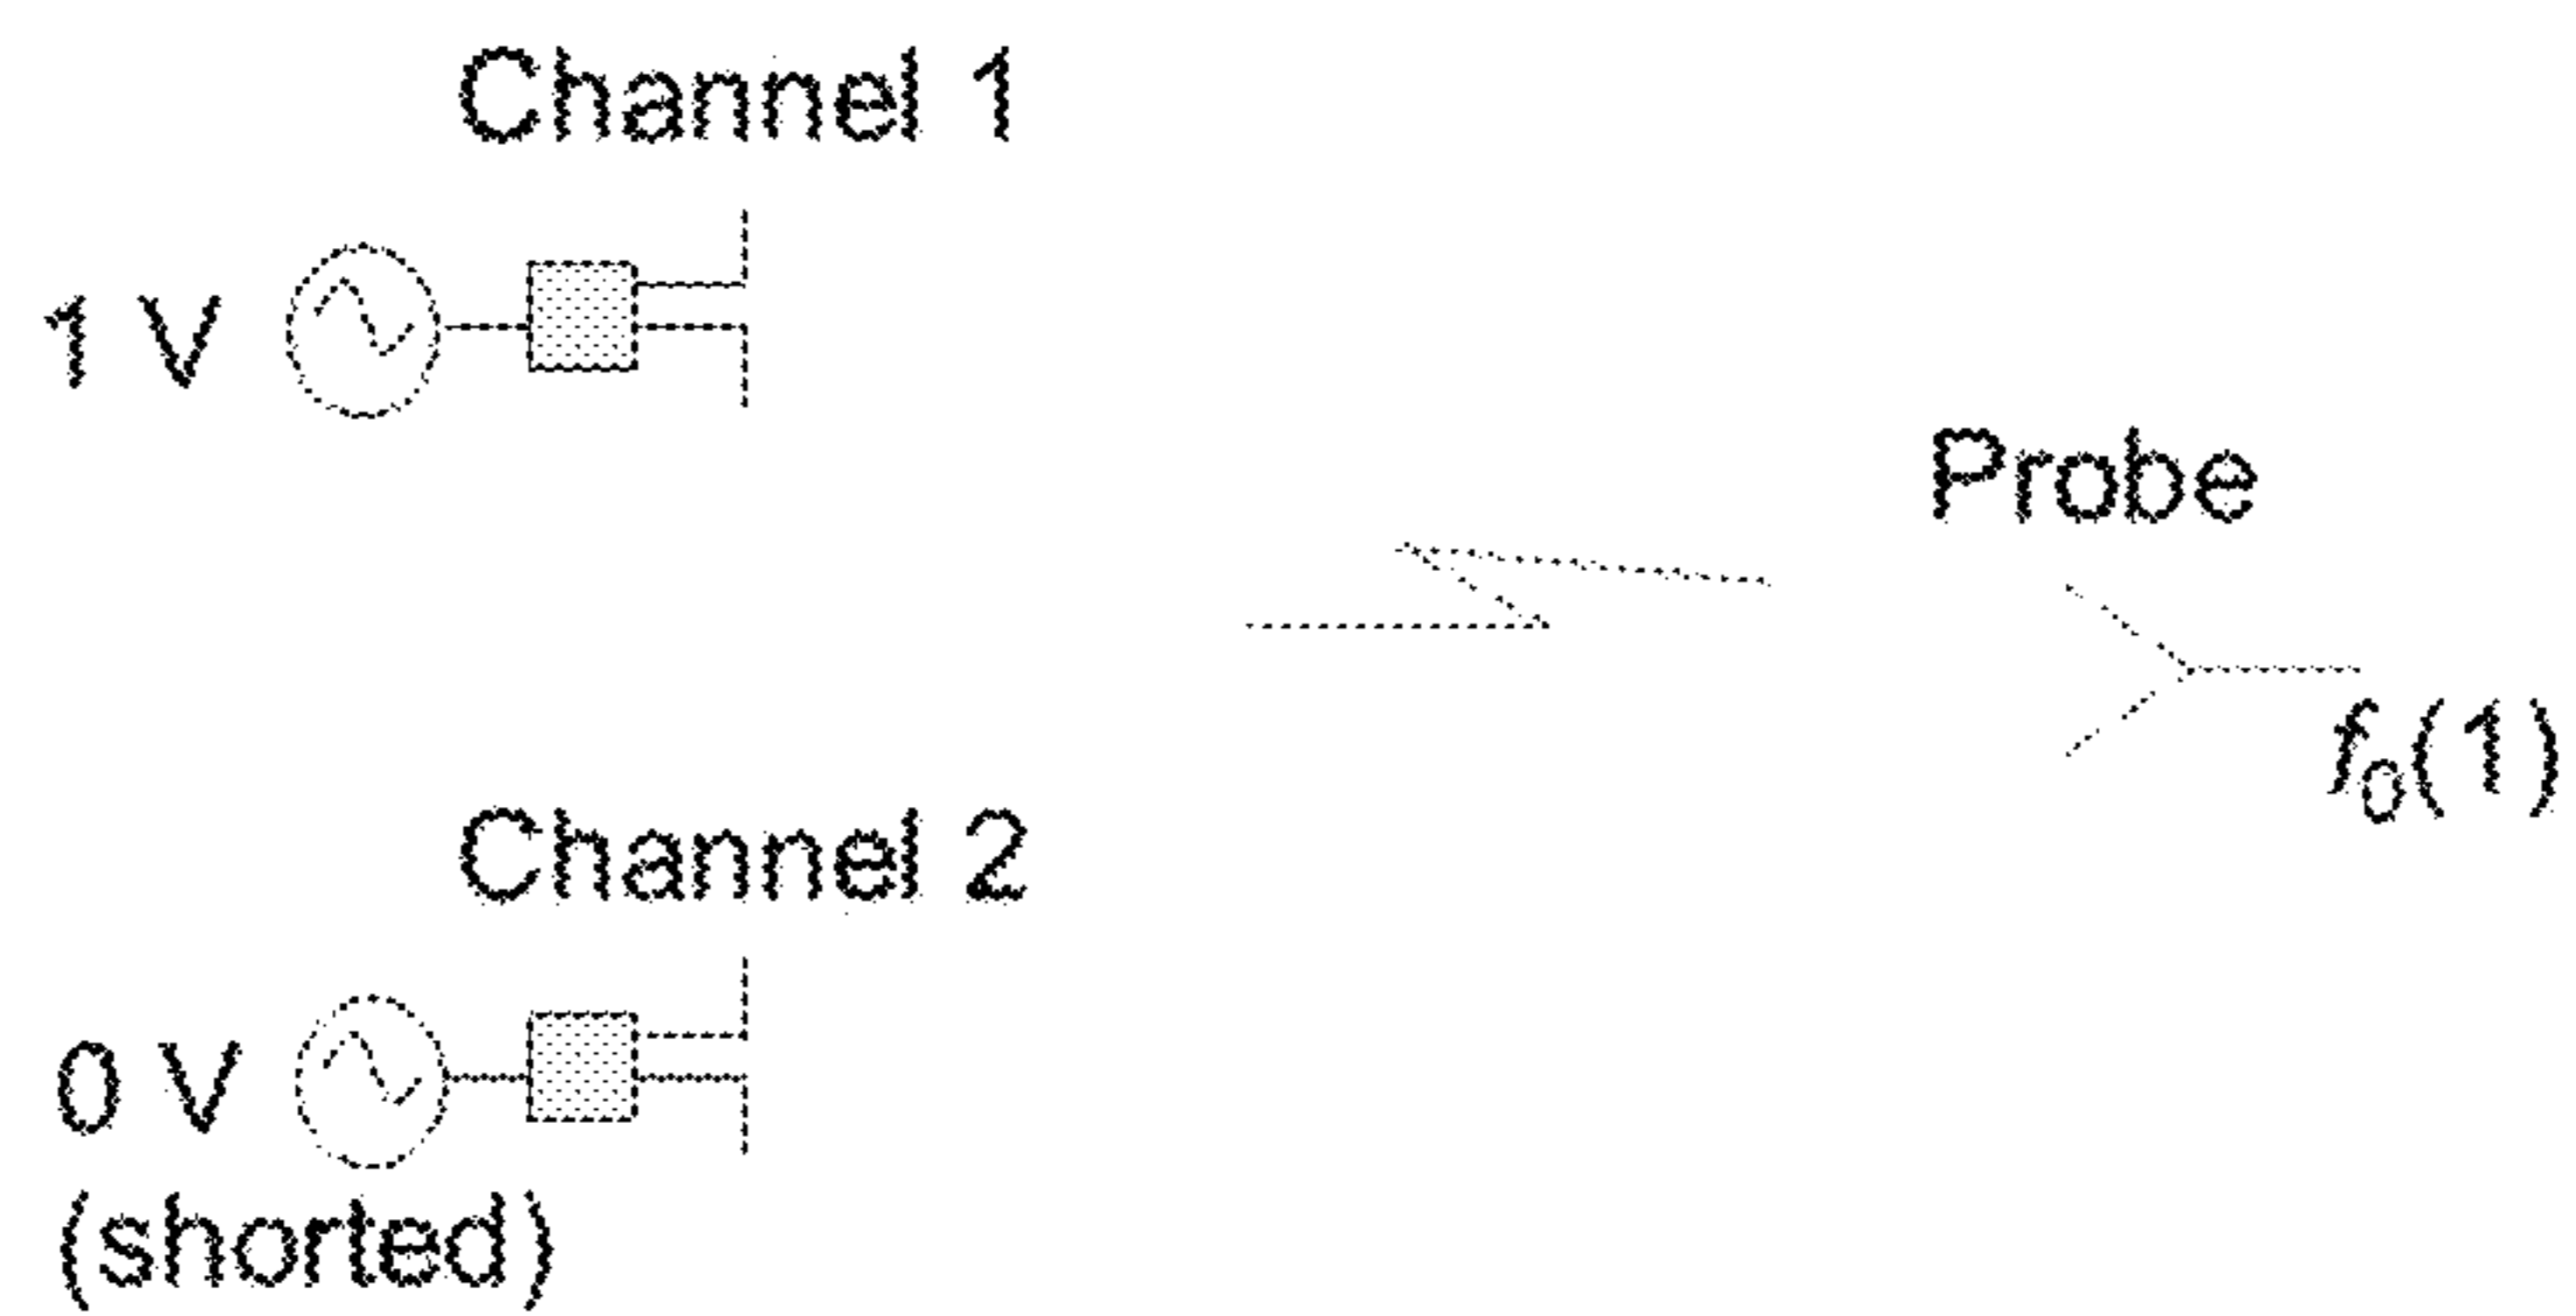 Channel 1
1 V
Probe
f₀(1)
Channel 2
0 V
(shorted)